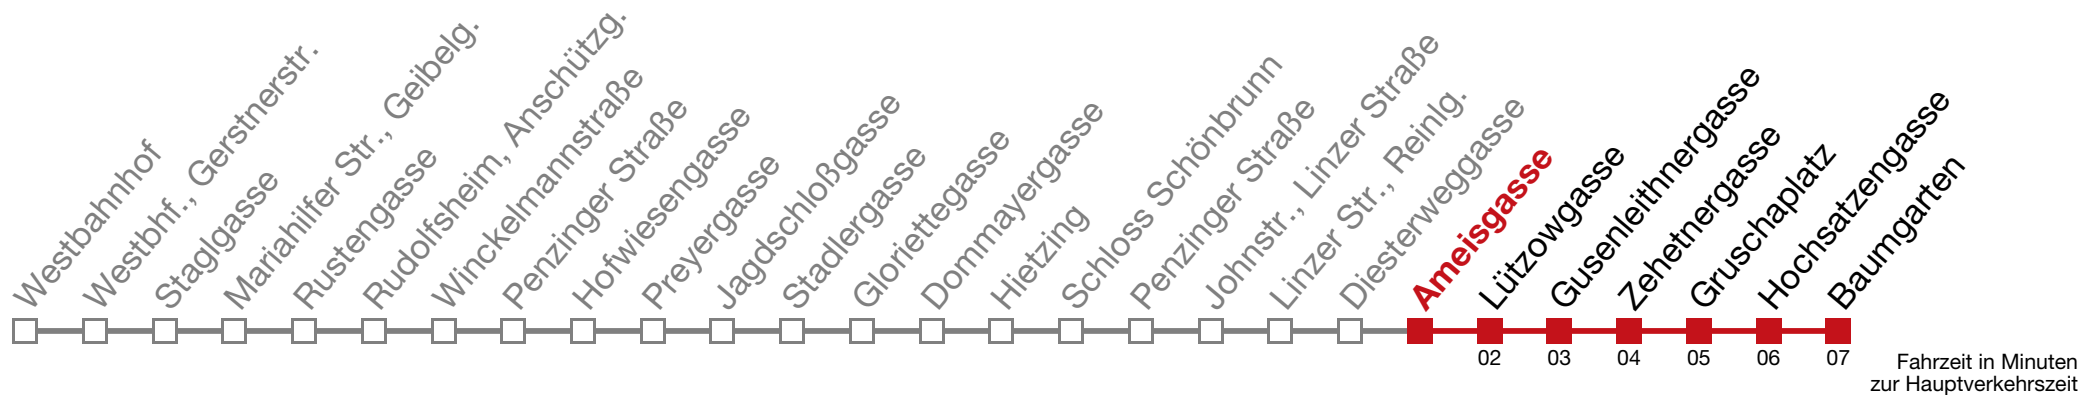 Westbahnhof
Westbhf., Gerstnerstr.
Staglgasse
Mariahilfer Str., Geibelg.
Rustengasse
Rudolfsheim, Anschützg.
Winckelmannstraße
Penzinger Straße
Hofwiesengasse
Preyergasse
Jagdschloßgasse
Stadlergasse
Gloriettegasse
Dommayergasse
Hietzing
Schloss Schönbrunn
Penzinger Straße
Johnstr., Linzer Straße
Linzer Str., Reinlg.
Diesterweggasse
Ameisgasse
Lützowgasse
Gusenleithnergasse
Zehetnergasse
Gruschaplatz
Hochsatzengasse
Baumgarten
02 03 04 05 06 07
Fahrzeit in Minuten
zur Hauptverkehrszeit